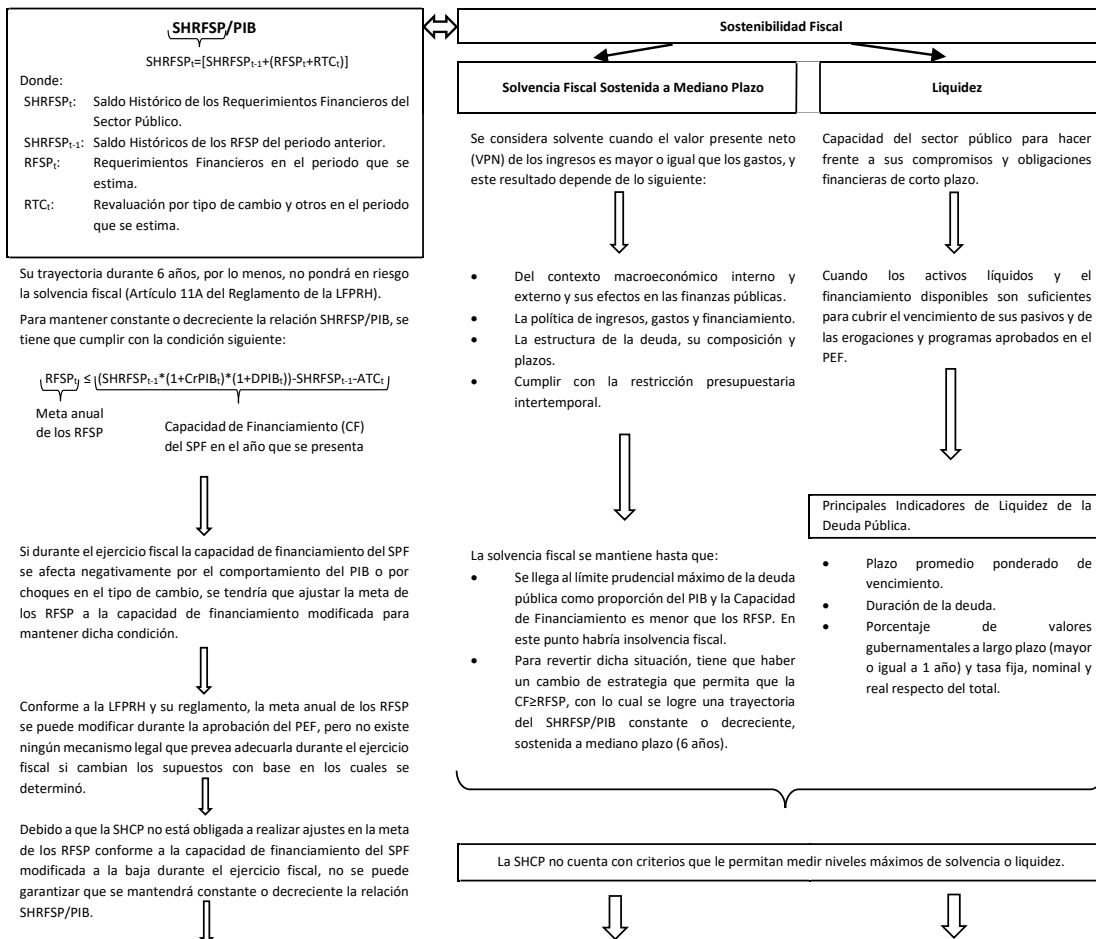 SHRFSP/PIB
SHRFSPt=[SHRFSPt-1+(RFSPt+RTCt)]
Donde:
SHRFSPt: Saldo Histórico de los Requerimientos Financieros del
Sector Público.
SHRFSPt-1: Saldo Históricos de los RFSP del periodo anterior.
RFSPt: Requerimientos Financieros en el periodo que se
estima.
RTCt: Revaluación por tipo de cambio y otros en el periodo
que se estima.
Su trayectoria durante 6 años, por lo menos, no pondrá en riesgo
la solvencia fiscal (Artículo 11A del Reglamento de la LFPRH).
Para mantener constante o decreciente la relación SHRFSP/PIB, se
tiene que cumplir con la condición siguiente:
RFSPt ≤ (SHRFSPt-1*(1+CrPIBt)*(1+DPIBt))-SHRFSPt-1-ATCt
Meta anual
de los RFSP
Capacidad de Financiamiento (CF)
del SPF en el año que se presenta
Si durante el ejercicio fiscal la capacidad de financiamiento del SPF
se afecta negativamente por el comportamiento del PIB o por
choques en el tipo de cambio, se tendría que ajustar la meta de
los RFSP a la capacidad de financiamiento modificada para
mantener dicha condición.
Conforme a la LFPRH y su reglamento, la meta anual de los RFSP
se puede modificar durante la aprobación del PEF, pero no existe
ningún mecanismo legal que prevea adecuarla durante el ejercicio
fiscal si cambian los supuestos con base en los cuales se
determinó.
Debido a que la SHCP no está obligada a realizar ajustes en la meta
de los RFSP conforme a la capacidad de financiamiento del SPF
modificada a la baja durante el ejercicio fiscal, no se puede
garantizar que se mantendrá constante o decreciente la relación
SHRFSP/PIB.
Sostenibilidad Fiscal
Solvencia Fiscal Sostenida a Mediano Plazo
Se considera solvente cuando el valor presente neto
(VPN) de los ingresos es mayor o igual que los gastos, y
este resultado depende de lo siguiente:
• Del contexto macroeconómico interno y
externo y sus efectos en las finanzas públicas.
• La política de ingresos, gastos y financiamiento.
• La estructura de la deuda, su composición y
plazos.
• Cumplir con la restricción presupuestaria
intertemporal.
La solvencia fiscal se mantiene hasta que:
• Se llega al límite prudencial máximo de la deuda
pública como proporción del PIB y la Capacidad
de Financiamiento es menor que los RFSP. En
este punto habría insolvencia fiscal.
• Para revertir dicha situación, tiene que haber
un cambio de estrategia que permita que la
CF≥RFSP, con lo cual se logre una trayectoria
del SHRFSP/PIB constante o decreciente,
sostenida a mediano plazo (6 años).
Liquidez
Capacidad del sector público para hacer
frente a sus compromisos y obligaciones
financieras de corto plazo.
Cuando los activos líquidos y el
financiamiento disponibles son suficientes
para cubrir el vencimiento de sus pasivos y de
las erogaciones y programas aprobados en el
PEF.
Principales Indicadores de Liquidez de la
Deuda Pública.
• Plazo promedio ponderado de
vencimiento.
• Duración de la deuda.
• Porcentaje de valores
gubernamentales a largo plazo (mayor
o igual a 1 año) y tasa fija, nominal y
real respecto del total.
La SHCP no cuenta con criterios que le permitan medir niveles máximos de solvencia o liquidez.